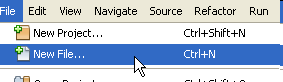 File Edit View Navigate Source Refactor Run
New Project... Ctrl+Shift+N
New File... Ctrl+N